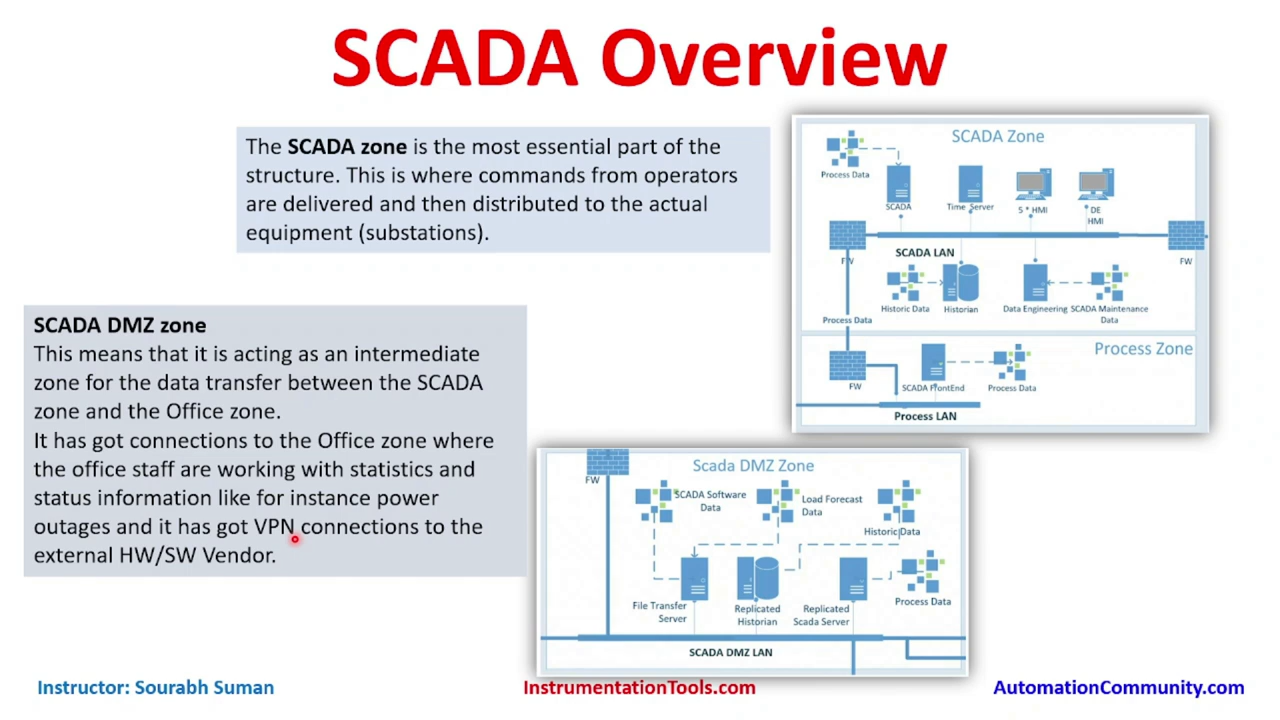 SCADA Overview
The SCADA zone is the most essential part of the
structure. This is where commands from operators
are delivered and then distributed to the actual
equipment (substations).
SCADA DMZ zone
This means that it is acting as an intermediate
zone for the data transfer between the SCADA
zone and the Office zone.
It has got connections to the Office zone where
the office staff are working with statistics and
status information like for instance power
outages and it has got VPN connections to the
external HW/SW Vendor.
SCADA Zone
Process Data
SCADA
Time Server
5 * HMI
DE
HMI
FW
FW
SCADA LAN
Historic Data
Historian
Data Engineering
SCADA Maintenance
Data
Process Data
Process Zone
FW
SCADA FrontEnd
Process Data
Process LAN
Scada DMZ Zone
FW
SCADA Software
Data
Load Forecast
Data
Historic Data
File Transfer
Server
Replicated
Historian
Replicated
Scada Server
Process Data
SCADA DMZ LAN
Instructor: Sourabh Suman
InstrumentationTools.com
AutomationCommunity.com